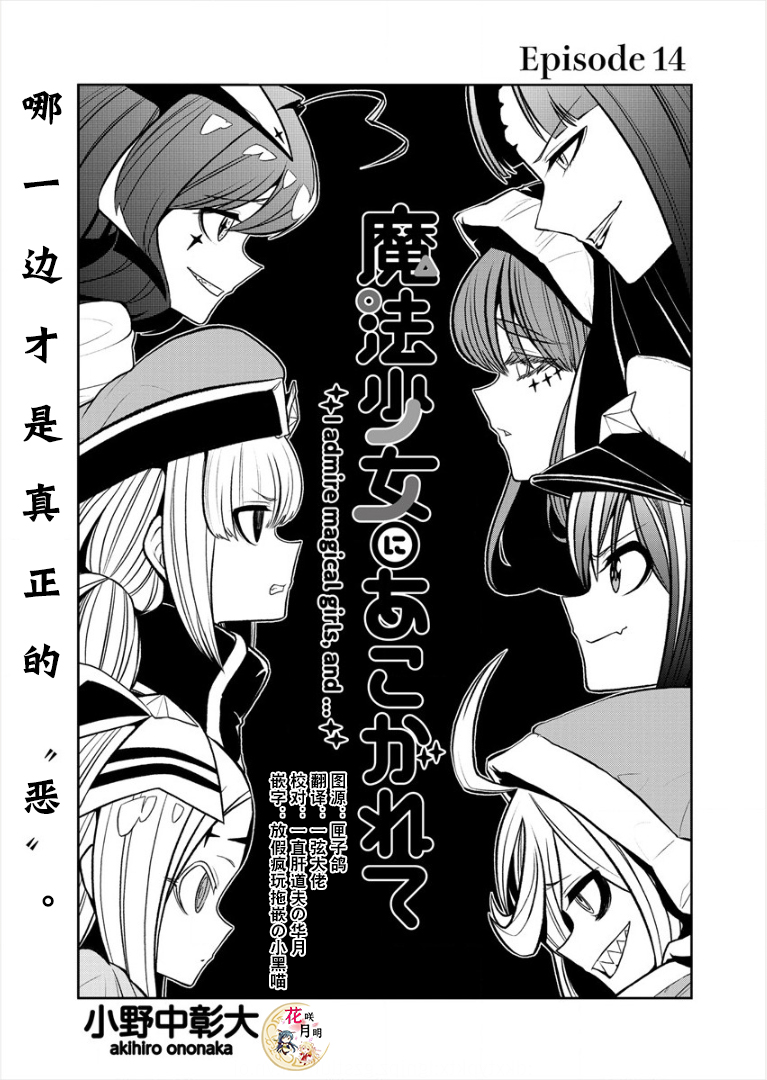 Episode 14
哪一边才是真正的〝恶〟。
魔法少女にあこがれて
I admire magical girls, and ...
图源：匣子鸽
翻译：一弦大佬
校对：一直肝道夫の华月
嵌字：放假疯玩拖嵌の小黑喵
小野中彰大
akihiro ononaka
花咲
月明